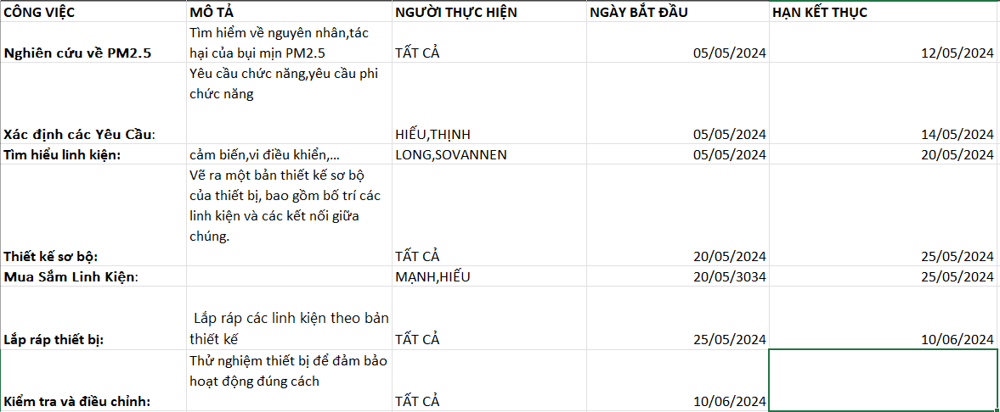 CÔNG VIỆC MÔ TẢ NGƯỜI THỰC HIỆN NGÀY BẮT ĐẦU HẠN KẾT THỤC
Tìm hiểm về nguyên nhân,tác
Nghiên cứu về PM2.5 hại của bụi mịn PM2.5 TẤT CẢ 05/05/2024 12/05/2024
Yêu cầu chức năng,yêu cầu phi
chức năng
Xác định các Yêu Cầu: HIẾU,THỊNH 05/05/2024 14/05/2024
Tìm hiểu linh kiện: cảm biến,vi điều khiển,... LONG,SOVANNEN 05/05/2024 20/05/2024
Vẽ ra một bản thiết kế sơ bộ
của thiết bị, bao gồm bố trí các
linh kiện và các kết nối giữa
chúng.
Thiết kế sơ bộ: TẤT CẢ 20/05/2024 25/05/2024
Mua Sắm Linh Kiện: MẠNH,HIẾU 20/05/3034 25/05/2024
Lắp ráp các linh kiện theo bản
Lắp ráp thiết bị: thiết kế TẤT CẢ 25/05/2024 10/06/2024
Thử nghiệm thiết bị để đảm bảo
hoạt động đúng cách
Kiểm tra và điều chỉnh: TẤT CẢ 10/06/2024